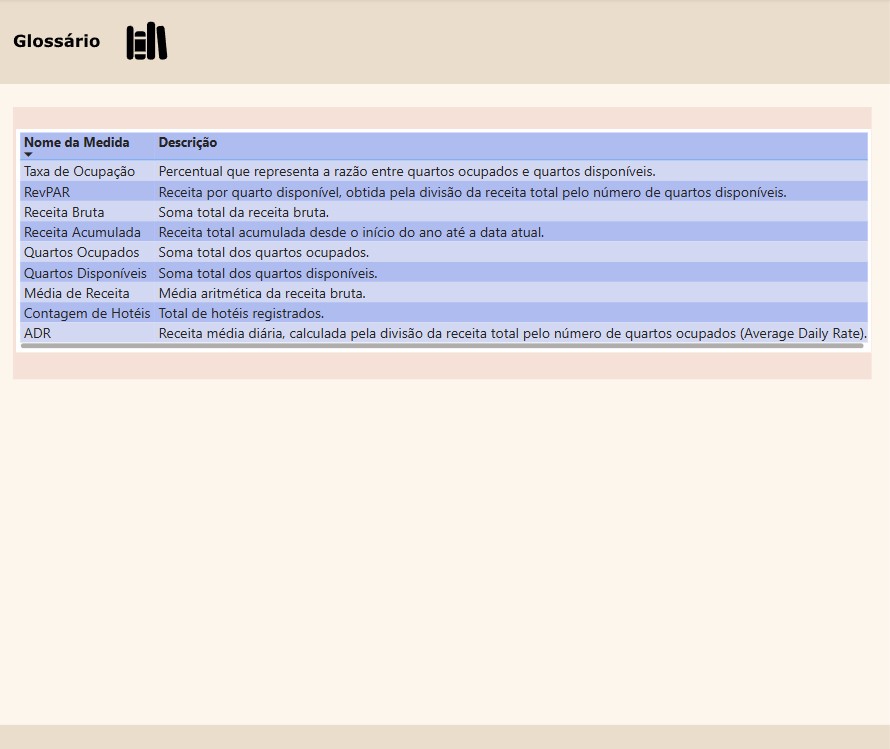 Glossário
Nome da Medida Descrição
Taxa de Ocupação Percentual que representa a razão entre quartos ocupados e quartos disponíveis.
RevPAR Receita por quarto disponível, obtida pela divisão da receita total pelo número de quartos disponíveis.
Receita Bruta Soma total da receita bruta.
Receita Acumulada Receita total acumulada desde o início do ano até a data atual.
Quartos Ocupados Soma total dos quartos ocupados.
Quartos Disponíveis Soma total dos quartos disponíveis.
Média de Receita Média aritmética da receita bruta.
Contagem de Hotéis Total de hotéis registrados.
ADR Receita média diária, calculada pela divisão da receita total pelo número de quartos ocupados (Average Daily Rate).